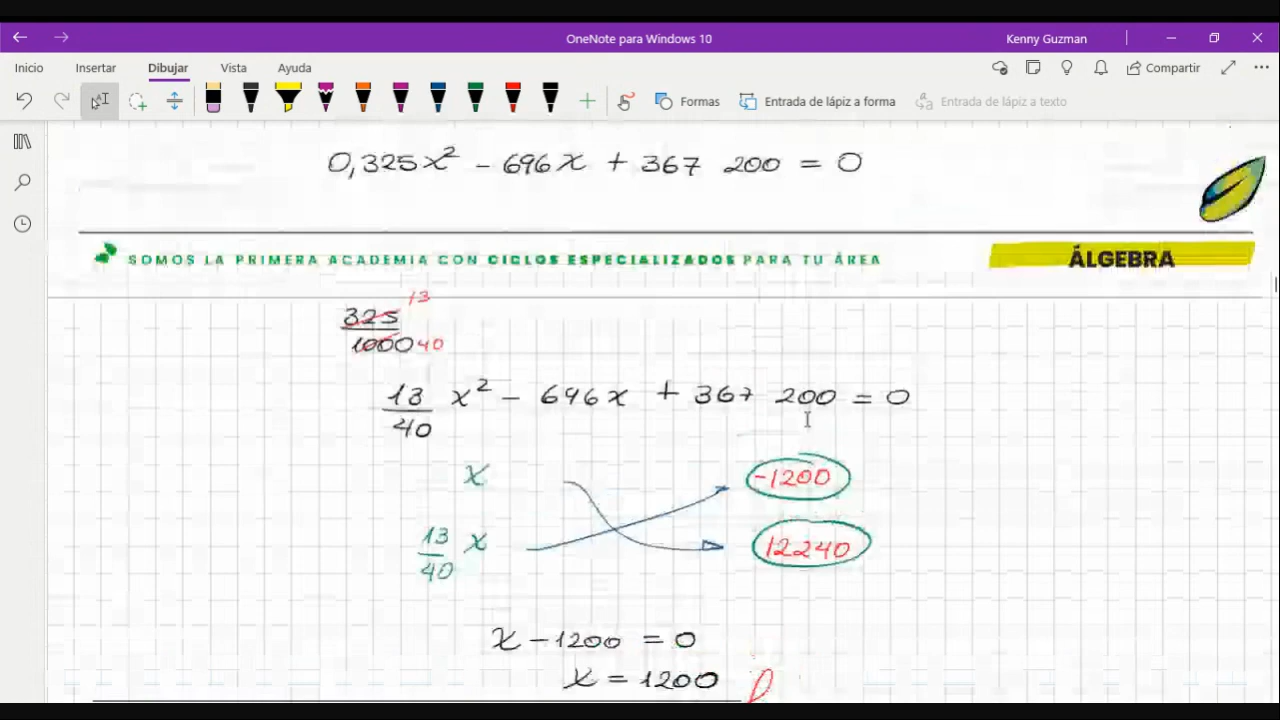 OneNote para Windows 10
Kenny Guzman
Inicio Insertar Dibujar Vista Ayuda
Compartir
Formas Entrada de lápiz a forma Entrada de lápiz a texto
0,325x² - 696x + 367 200 = 0
SOMOS LA PRIMERA ACADEMIA CON CICLOS ESPECIALIZADOS PARA TU ÁREA
ÁLGEBRA
325 13
1000 40
13/40 x² - 696x + 367 200 = 0
x -1200
13/40 x 12240
x - 1200 = 0
x = 1200